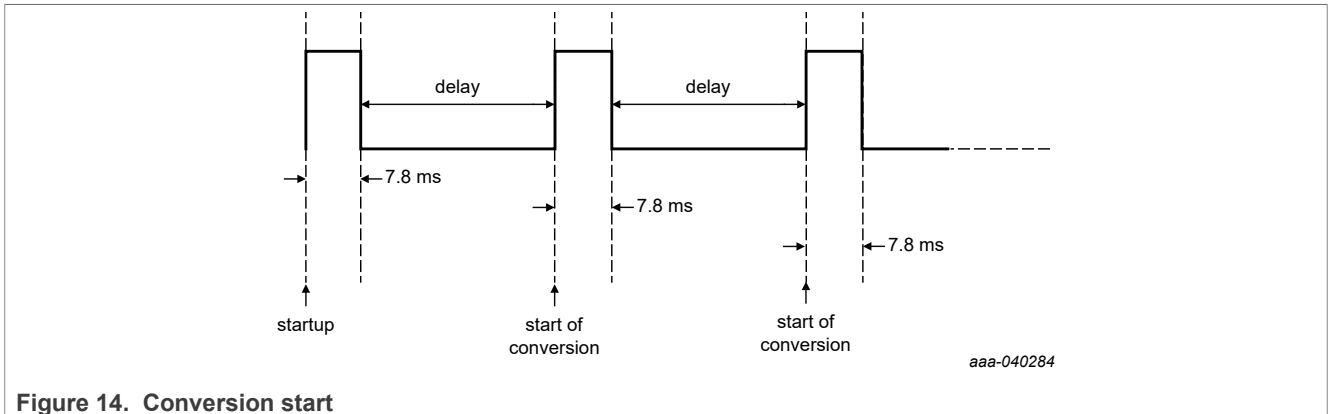 delay
delay
7.8 ms
7.8 ms
7.8 ms
startup
start of
conversion
start of
conversion
aaa-040284
Figure 14. Conversion start